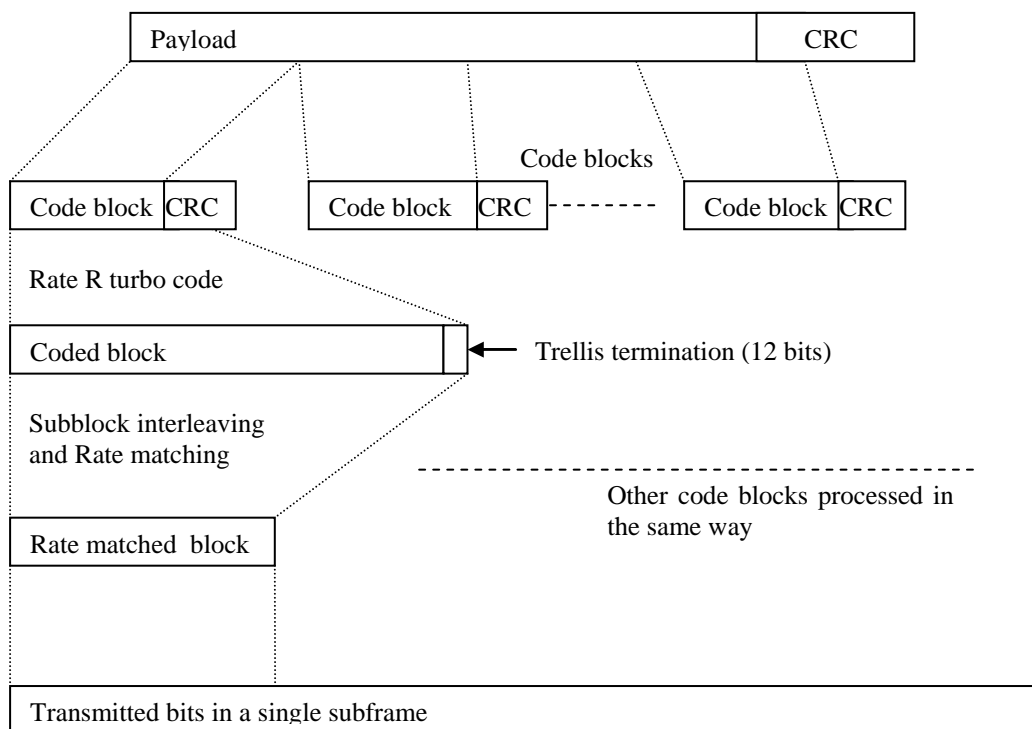 Payload CRC
Code blocks
Code block CRC Code block CRC Code block CRC
Rate R turbo code
Coded block
Trellis termination (12 bits)
Subblock interleaving
and Rate matching
Other code blocks processed in
the same way
Rate matched block
Transmitted bits in a single subframe